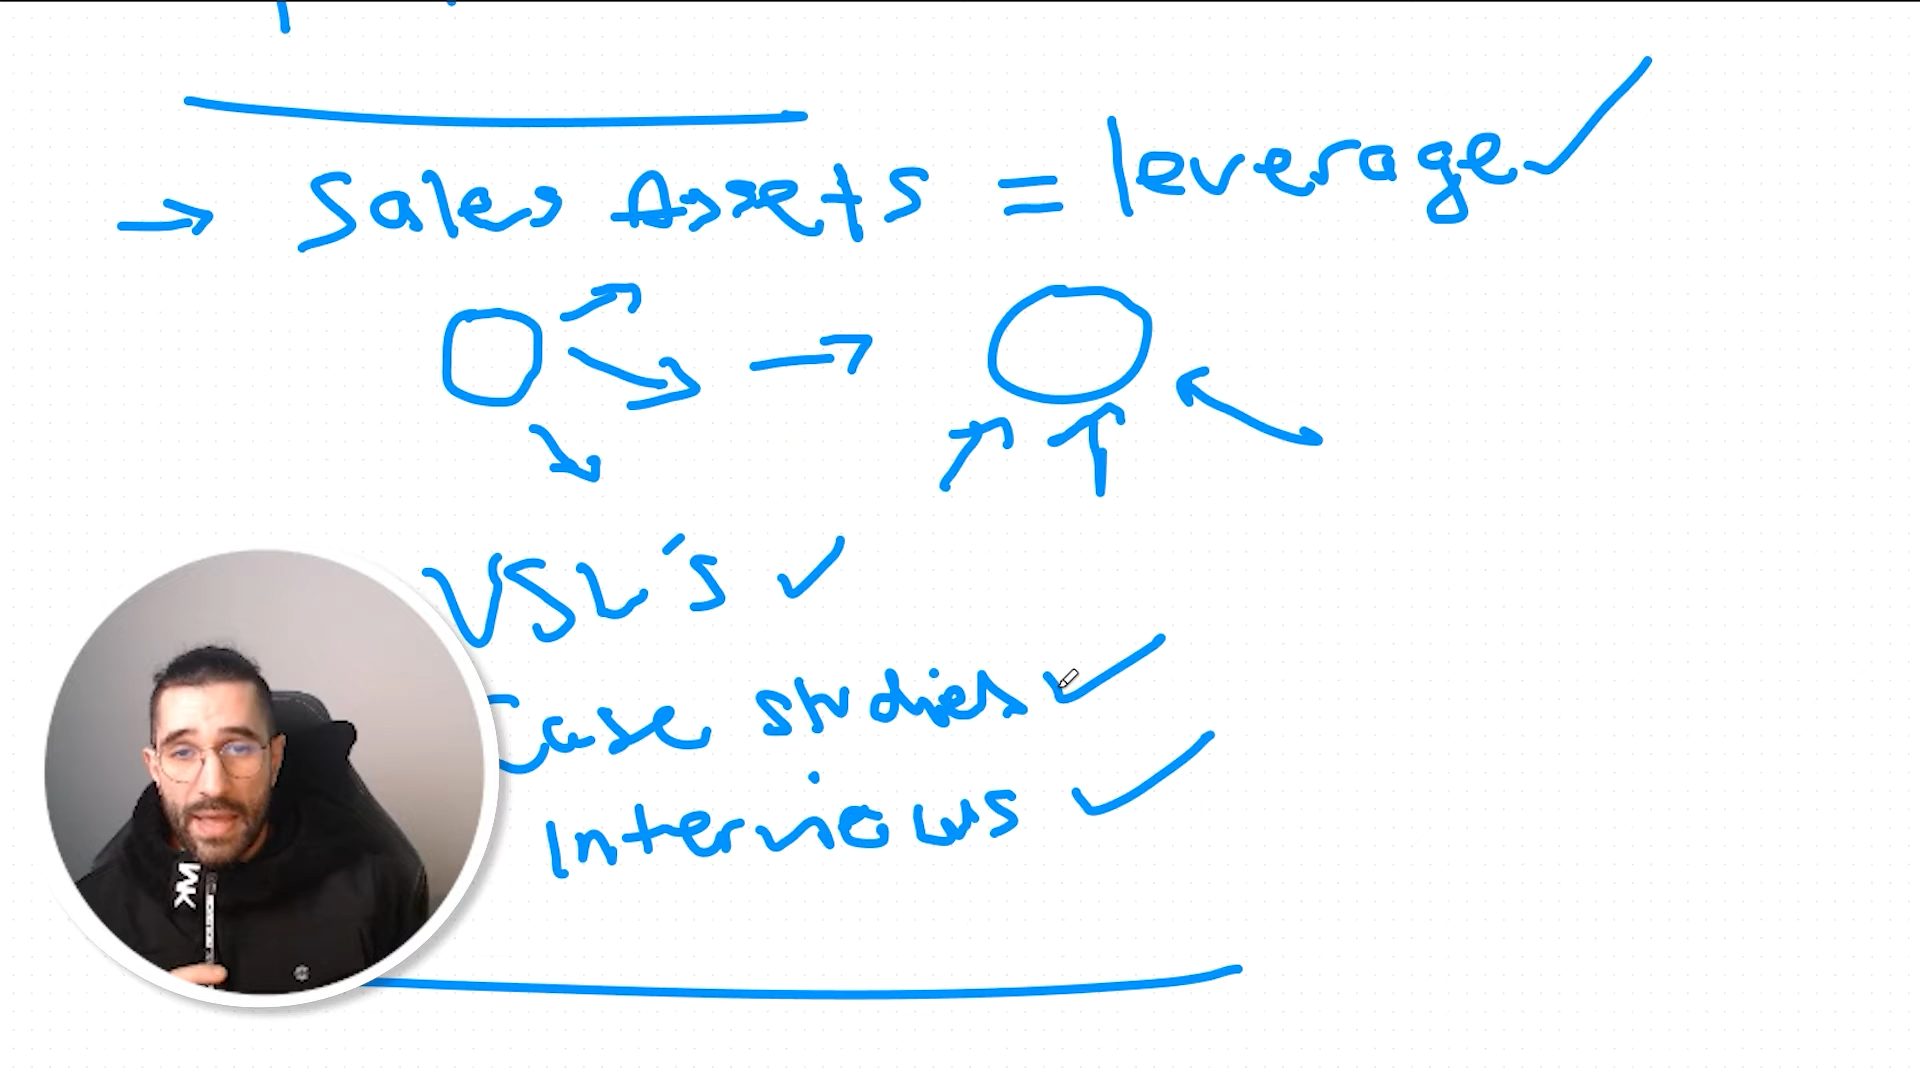 → Sales Assets = leverage ✓
VSL's ✓
Case studies ✓
Interviews ✓